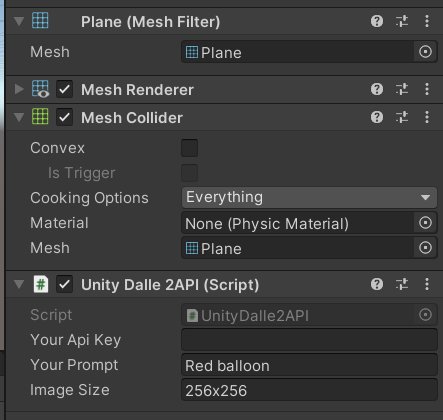 Plane (Mesh Filter)
Mesh Plane
Mesh Renderer
Mesh Collider
Convex
Is Trigger
Cooking Options Everything
Material None (Physic Material)
Mesh Plane
# Unity Dalle 2API (Script)
Script # UnityDalle2API
Your Api Key
Your Prompt Red balloon
Image Size 256x256